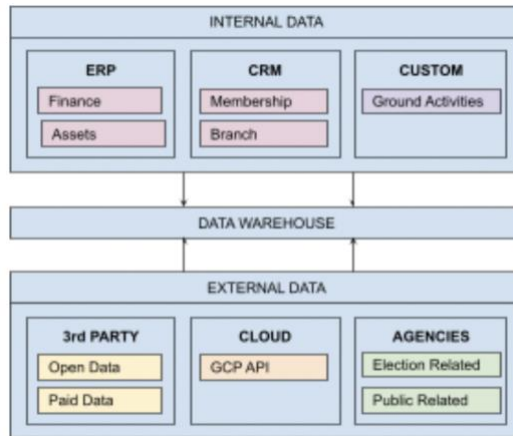 INTERNAL DATA
ERP
CRM
CUSTOM
Finance
Membership
Ground Activities
Assets
Branch
DATA WAREHOUSE
EXTERNAL DATA
3rd PARTY
CLOUD
AGENCIES
Open Data
GCP API
Election Related
Paid Data
Public Related